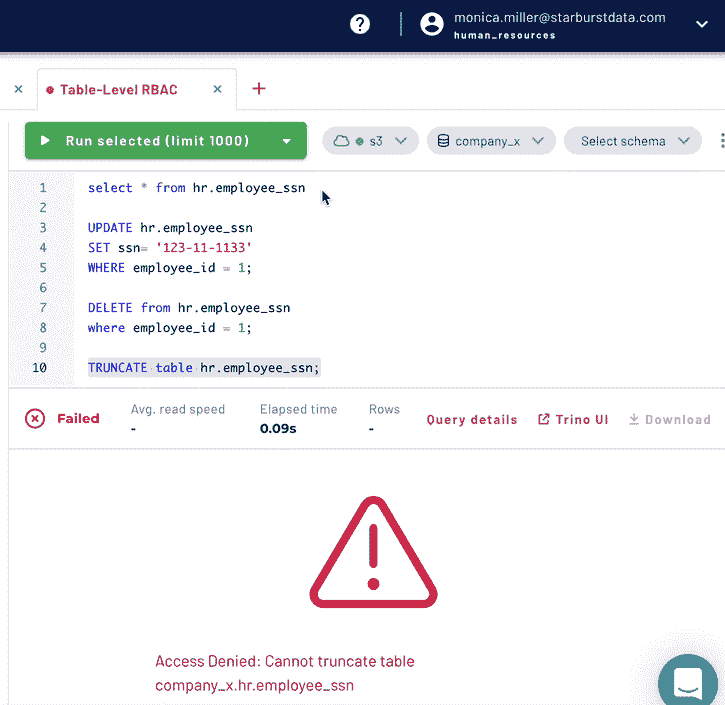 monica.miller@starburstdata.com
human_resources
Table-Level RBAC
Run selected (limit 1000)
s3
company_x
Select schema
1 select * from hr.employee_ssn
2
3 UPDATE hr.employee_ssn
4 SET ssn= '123-11-1133'
5 WHERE employee_id = 1;
6
7 DELETE from hr.employee_ssn
8 where employee_id = 1;
9
10 TRUNCATE table hr.employee_ssn;
Failed
Avg. read speed
-
Elapsed time
0.09s
Rows
-
Query details
Trino UI
Download
Access Denied: Cannot truncate table
company_x.hr.employee_ssn